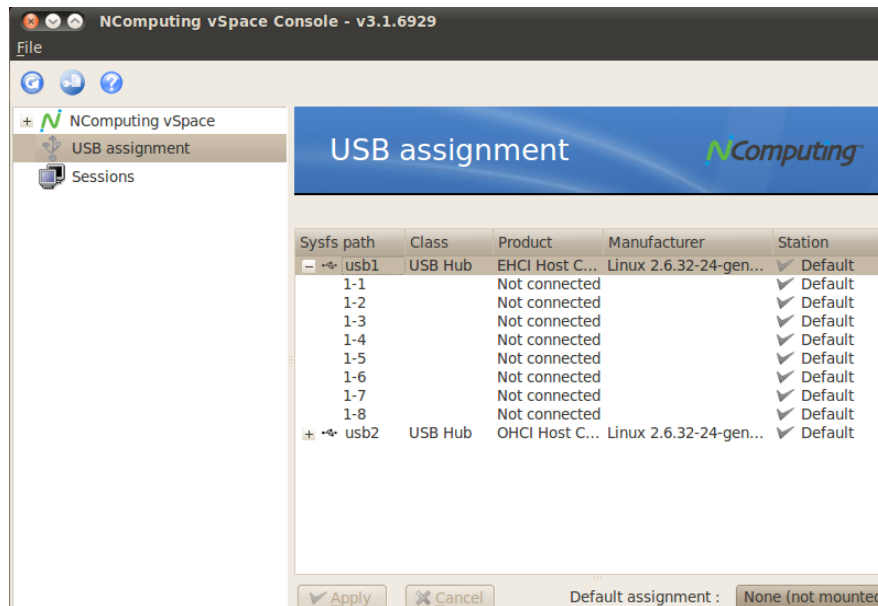 NComputing vSpace Console - v3.1.6929
File
NComputing vSpace
USB assignment
Sessions
USB assignment
NComputing™
Sysfs path Class Product Manufacturer Station
usb1 USB Hub EHCI Host C... Linux 2.6.32-24-gen... Default
1-1 Not connected Default
1-2 Not connected Default
1-3 Not connected Default
1-4 Not connected Default
1-5 Not connected Default
1-6 Not connected Default
1-7 Not connected Default
1-8 Not connected Default
usb2 USB Hub OHCI Host C... Linux 2.6.32-24-gen... Default
Apply Cancel Default assignment : None (not mounted